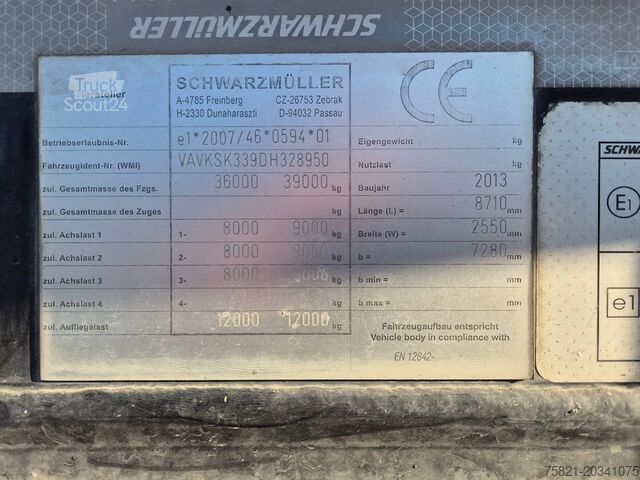 SCHWARZMÜLLER
Truck
Scout24
Hersteller
SCHWARZMÜLLER
A-4785 Freinberg CZ-26753 Zebrak
H-2330 Dunaharaszti D-94032 Passau
CE
Betriebserlaubnis-Nr. e1*2007/46*0594*01 Eigengewicht kg
Fahrzeugident-Nr. (WMI) VAVKSK339DH328950 Nutzlast kg
zul. Gesamtmasse des Fzgs. 36000 39000 kg Baujahr 2013
zul. Gesamtmasse des Zuges kg Länge (L) = 8710 mm
zul. Achslast 1 1- 8000 9000 kg Breite (W) = 2550 mm
zul. Achslast 2 2- 8000 9000 kg b = 7280 mm
zul. Achslast 3 3- 8000 9000 kg b min = mm
zul. Achslast 4 4- kg b max = mm
zul. Aufliegelast 12000 12000 kg Fahrzeugaufbau entspricht
Vehicle body in compliance with
EN 12642-
SCHWA
E1
e1
75821-20341075